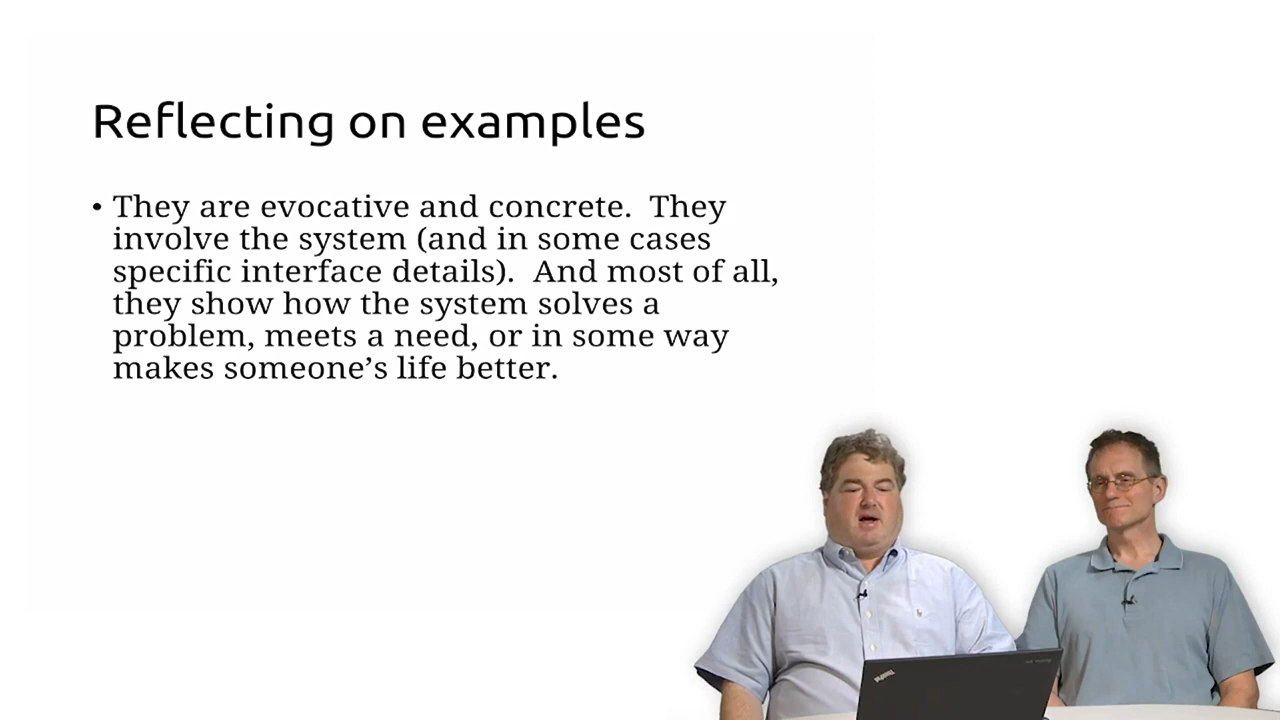 Reflecting on examples
• They are evocative and concrete.  They
involve the system (and in some cases
specific interface details).  And most of all,
they show how the system solves a
problem, meets a need, or in some way
makes someone’s life better.
ThinkPad